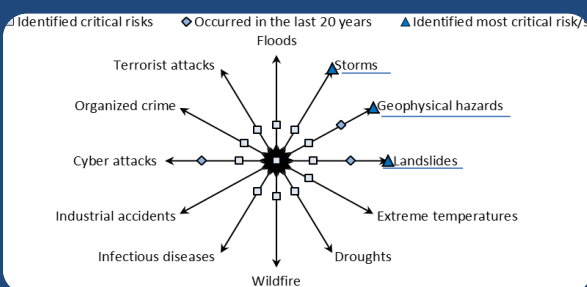 Identified critical risks Occurred in the last 20 years Identified most critical risk/s
Floods
Terrorist attacks Storms
Organized crime Geophysical hazards
Cyber attacks Landslides
Industrial accidents Extreme temperatures
Infectious diseases Droughts
Wildfire